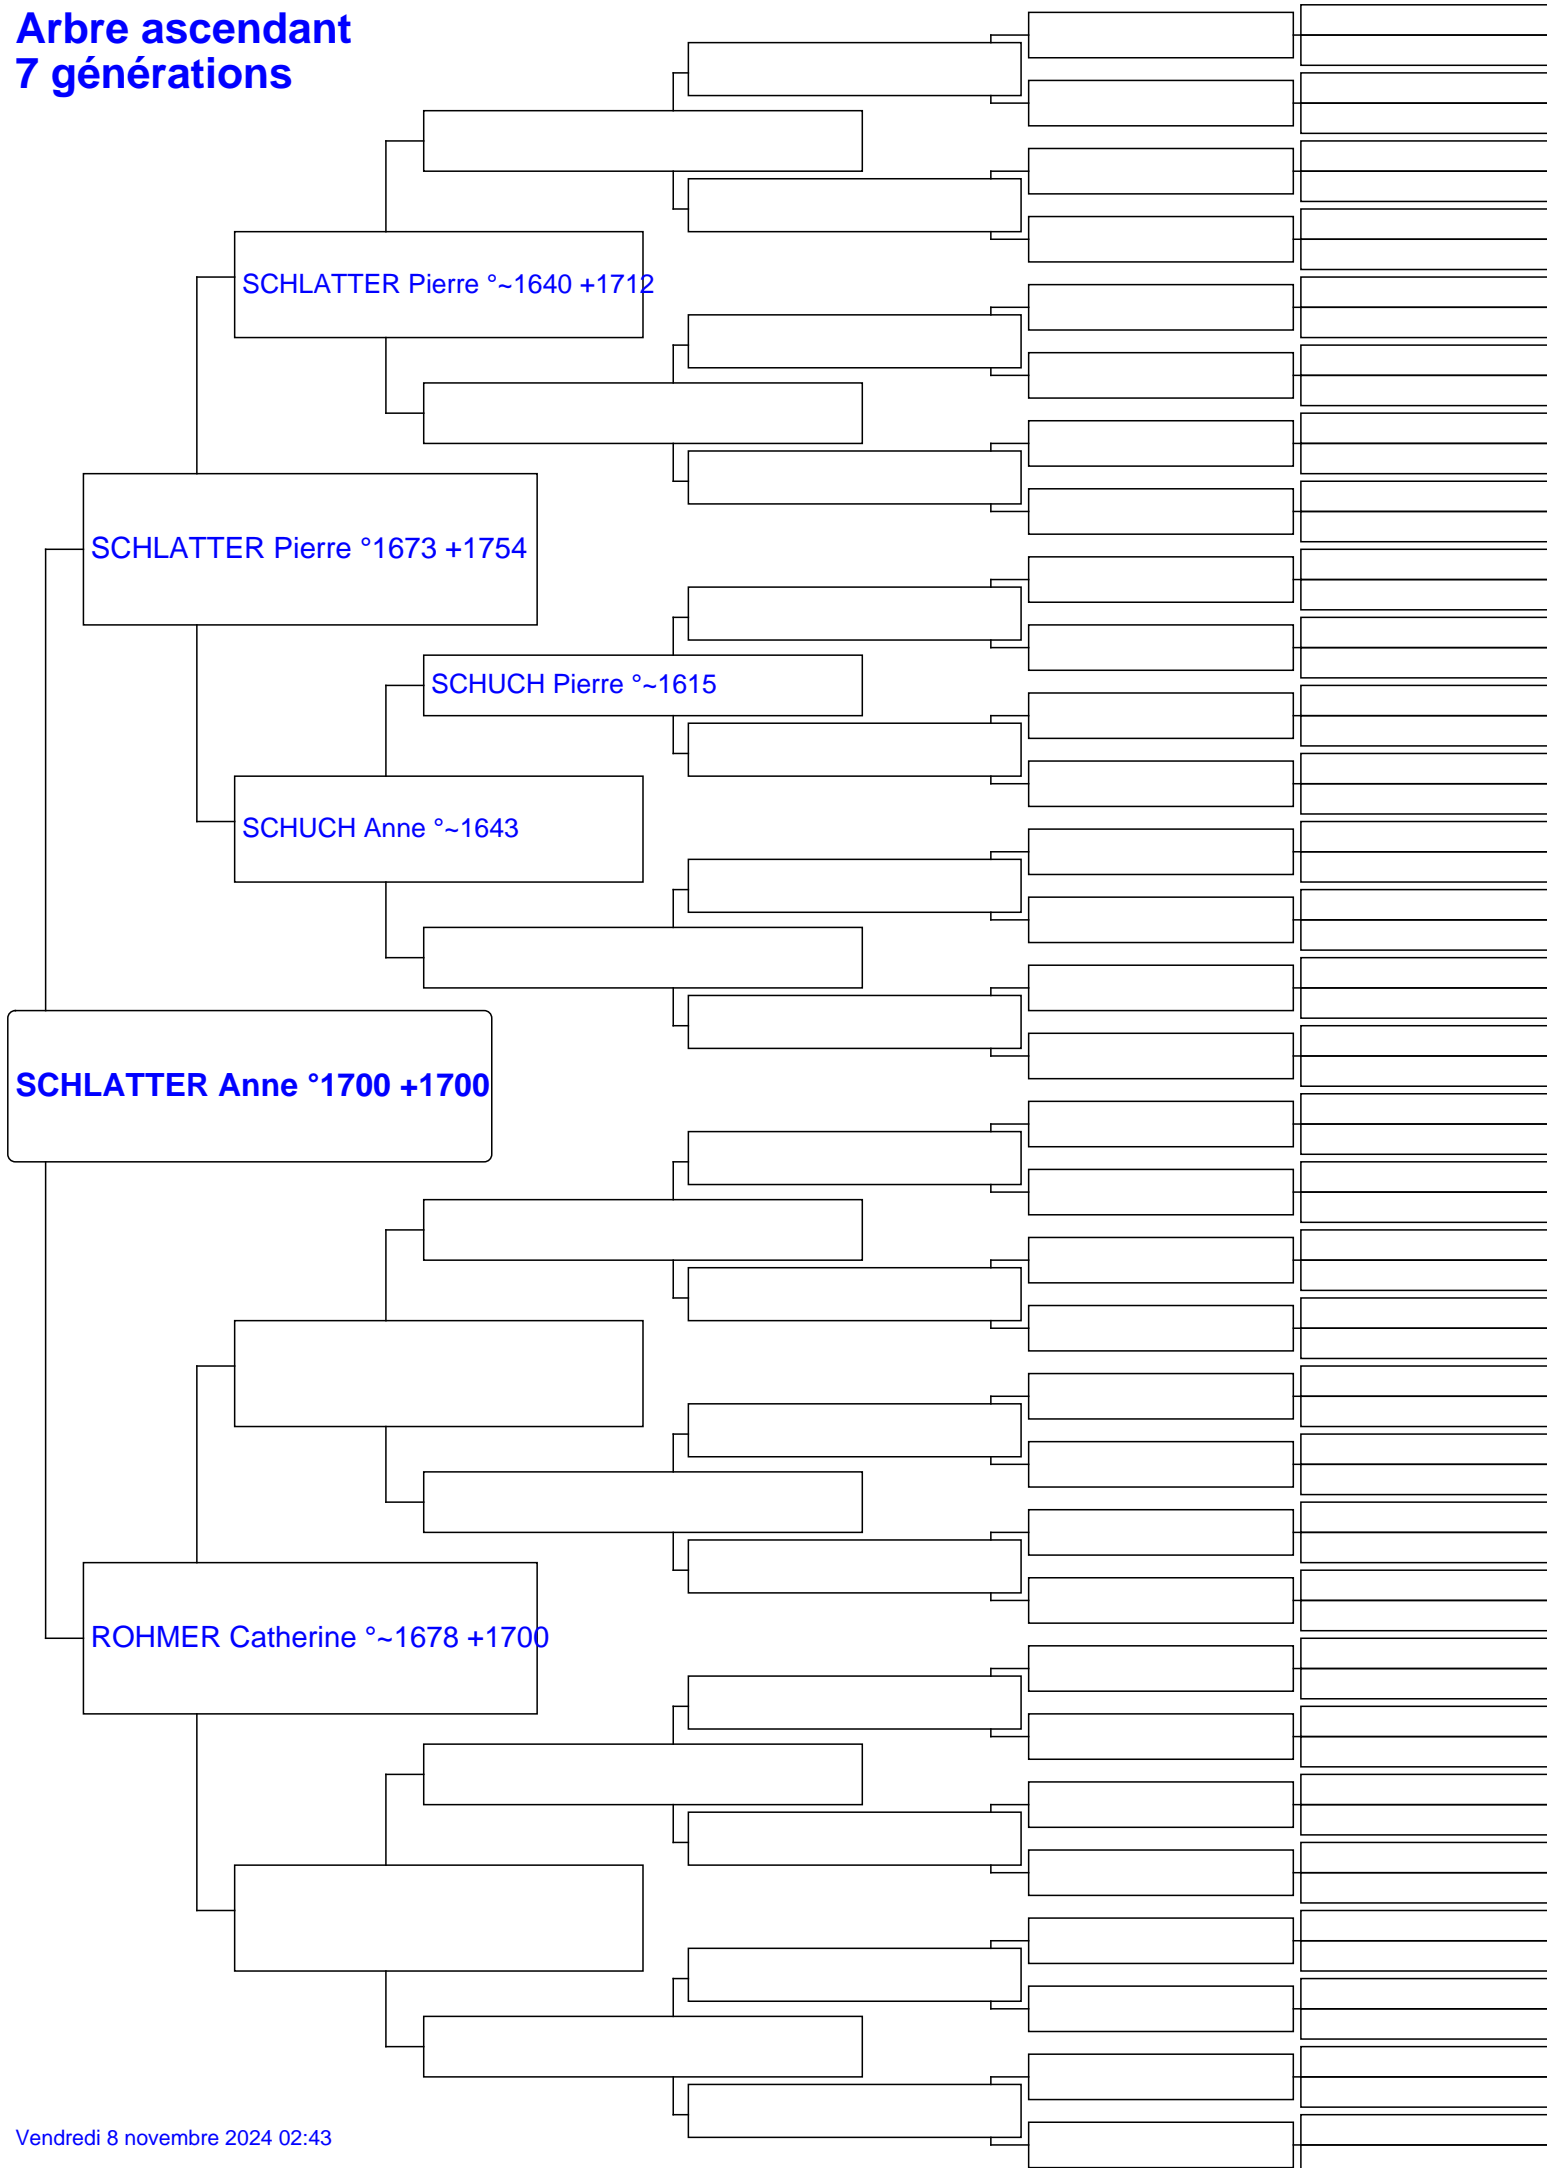 Arbre ascendant
7 générations
SCHLATTER Pierre °~1640 +1712
SCHLATTER Pierre °1673 +1754
SCHUCH Pierre °~1615
SCHUCH Anne °~1643
SCHLATTER Anne °1700 +1700
ROHMER Catherine °~1678 +1700
Vendredi 8 novembre 2024 02:43